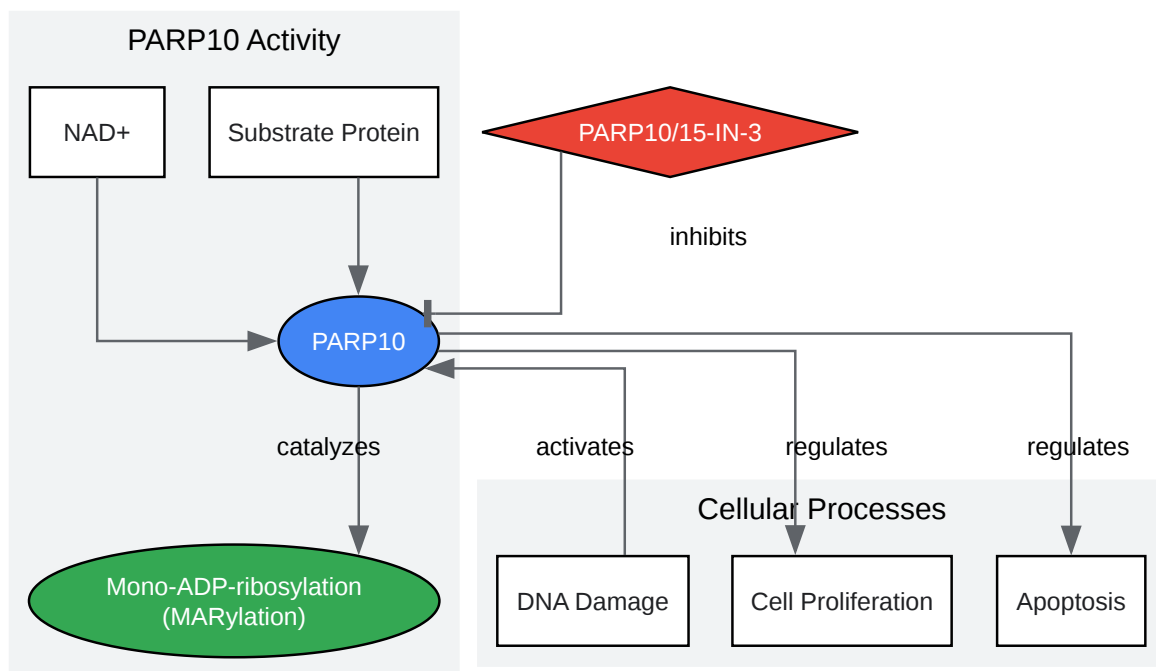 PARP10 Activity
NAD+
Substrate Protein
PARP10/15-IN-3
inhibits
PARP10
catalyzes
activates
regulates
regulates
Cellular Processes
Mono-ADP-ribosylation
(MARylation)
DNA Damage
Cell Proliferation
Apoptosis